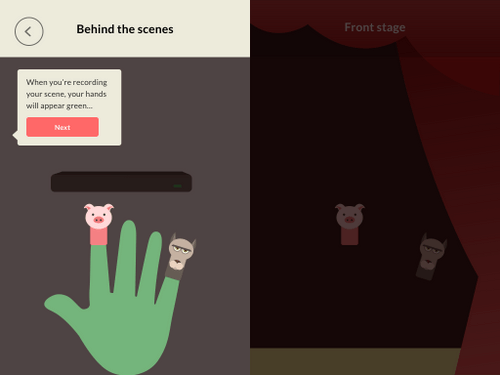 Behind the scenes
Front stage
When you're recording
your scene, your hands
will appear green...
Next